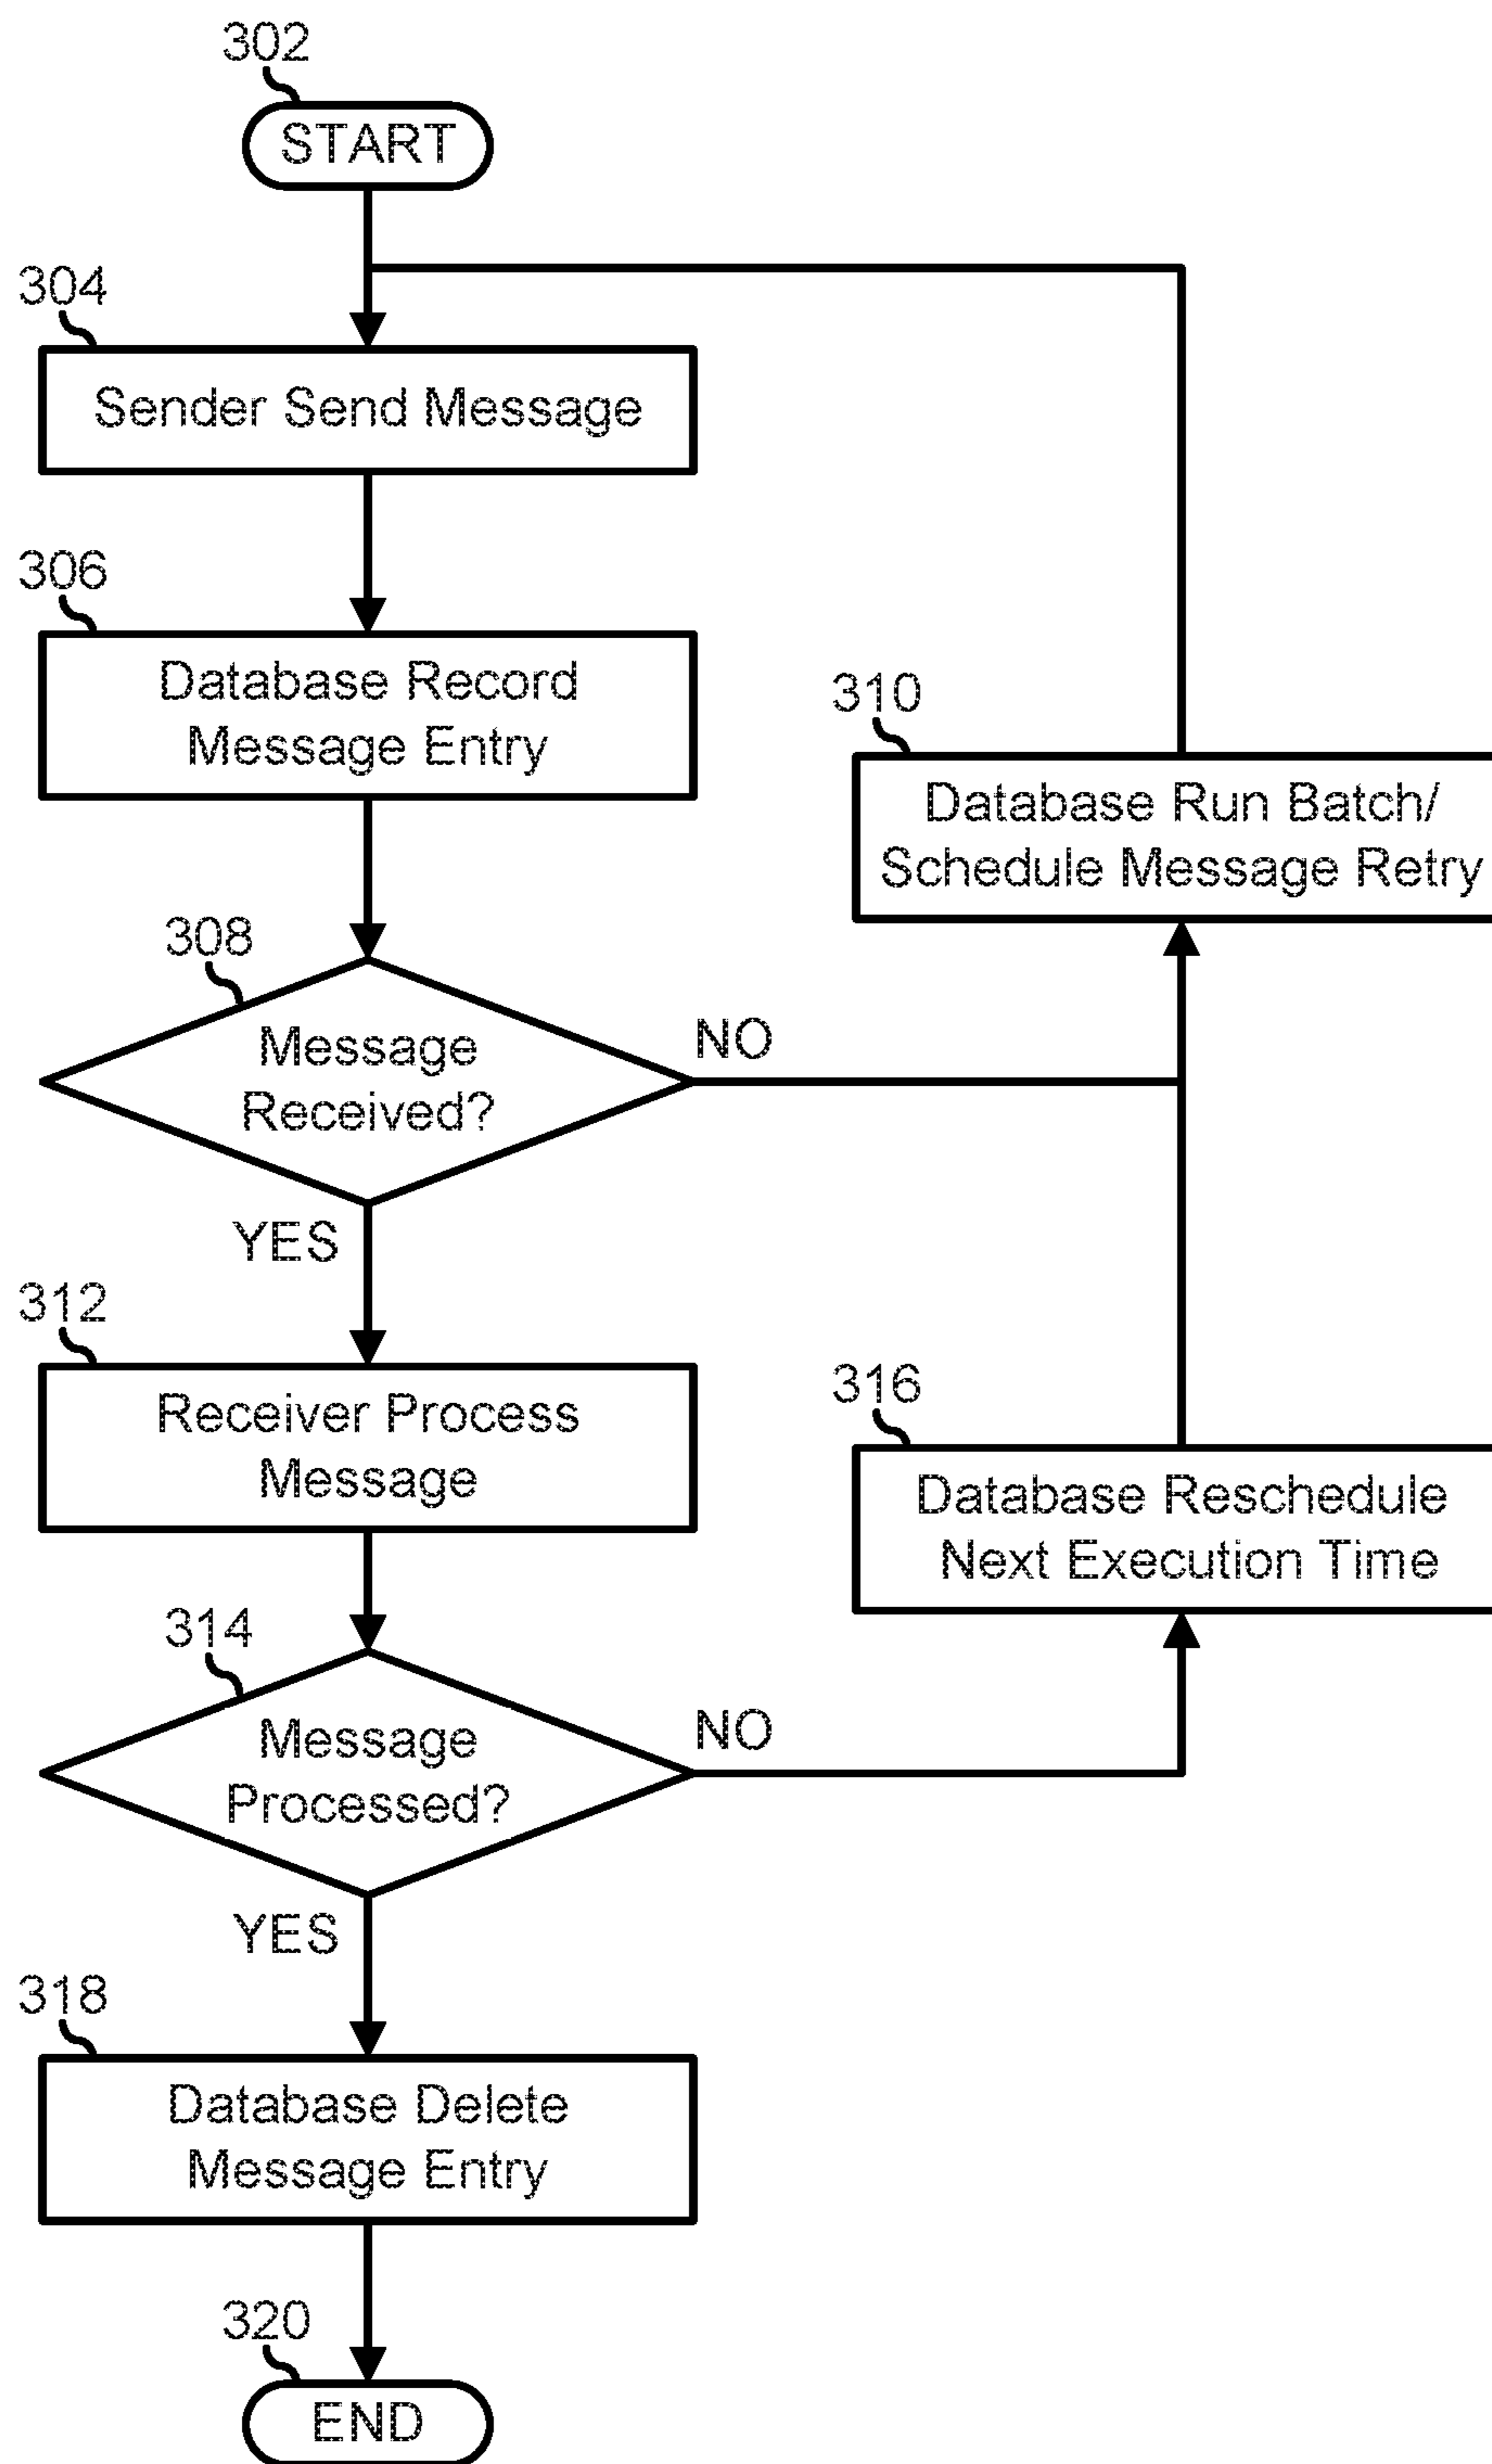 302
START
304
Sender Send Message
306
Database Record
Message Entry
310
Database Run Batch/
Schedule Message Retry
308
Message
Received?
NO
YES
312
Receiver Process
Message
316
Database Reschedule
Next Execution Time
314
Message
Processed?
NO
YES
318
Database Delete
Message Entry
320
END